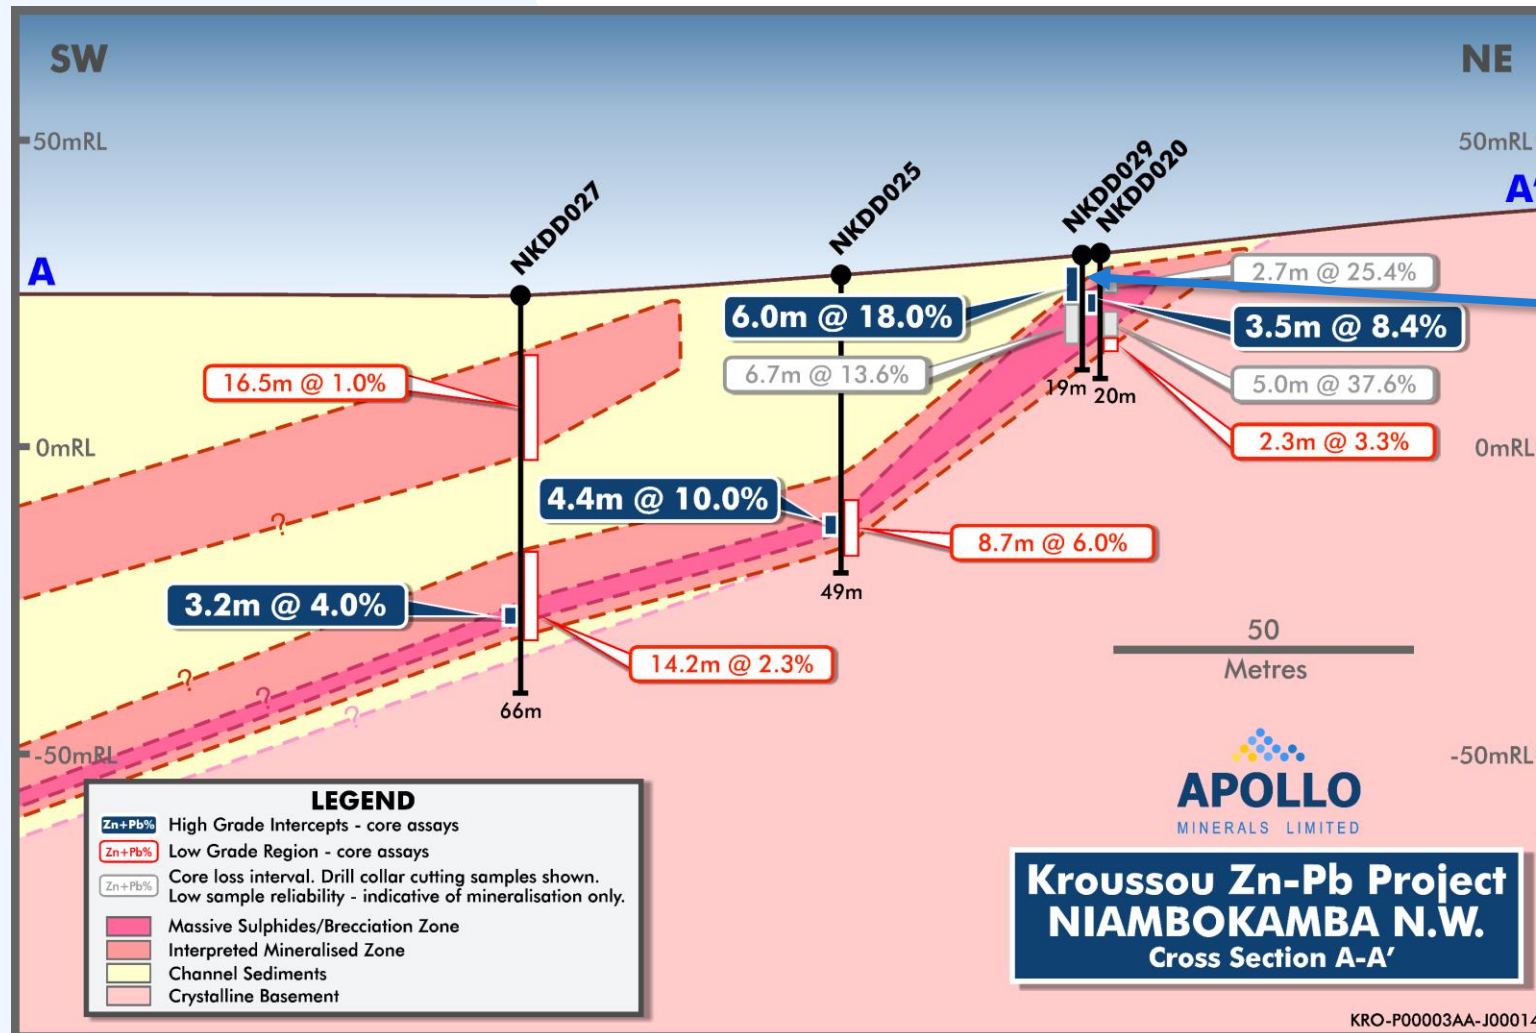 SW
NE
50mRL
50mRL
A
A'
NKDD027
NKDD025
NKDD029
NKDD020
2.7m @ 25.4%
6.0m @ 18.0%
3.5m @ 8.4%
16.5m @ 1.0%
6.7m @ 13.6%
5.0m @ 37.6%
19m
20m
0mRL
0mRL
2.3m @ 3.3%
4.4m @ 10.0%
?
8.7m @ 6.0%
49m
3.2m @ 4.0%
50
Metres
14.2m @ 2.3%
?
?
?
66m
-50mRL
-50mRL
LEGEND
Zn+Pb% High Grade Intercepts - core assays
Zn+Pb% Low Grade Region - core assays
Zn+Pb% Core loss interval. Drill collar cutting samples shown.
Low sample reliability - indicative of mineralisation only.
Massive Sulphides/Brecciation Zone
Interpreted Mineralised Zone
Channel Sediments
Crystalline Basement
APOLLO
MINERALS LIMITED
Kroussou Zn-Pb Project
NIAMBOKAMBA N.W.
Cross Section A-A'
KRO-P00003AA-J00014